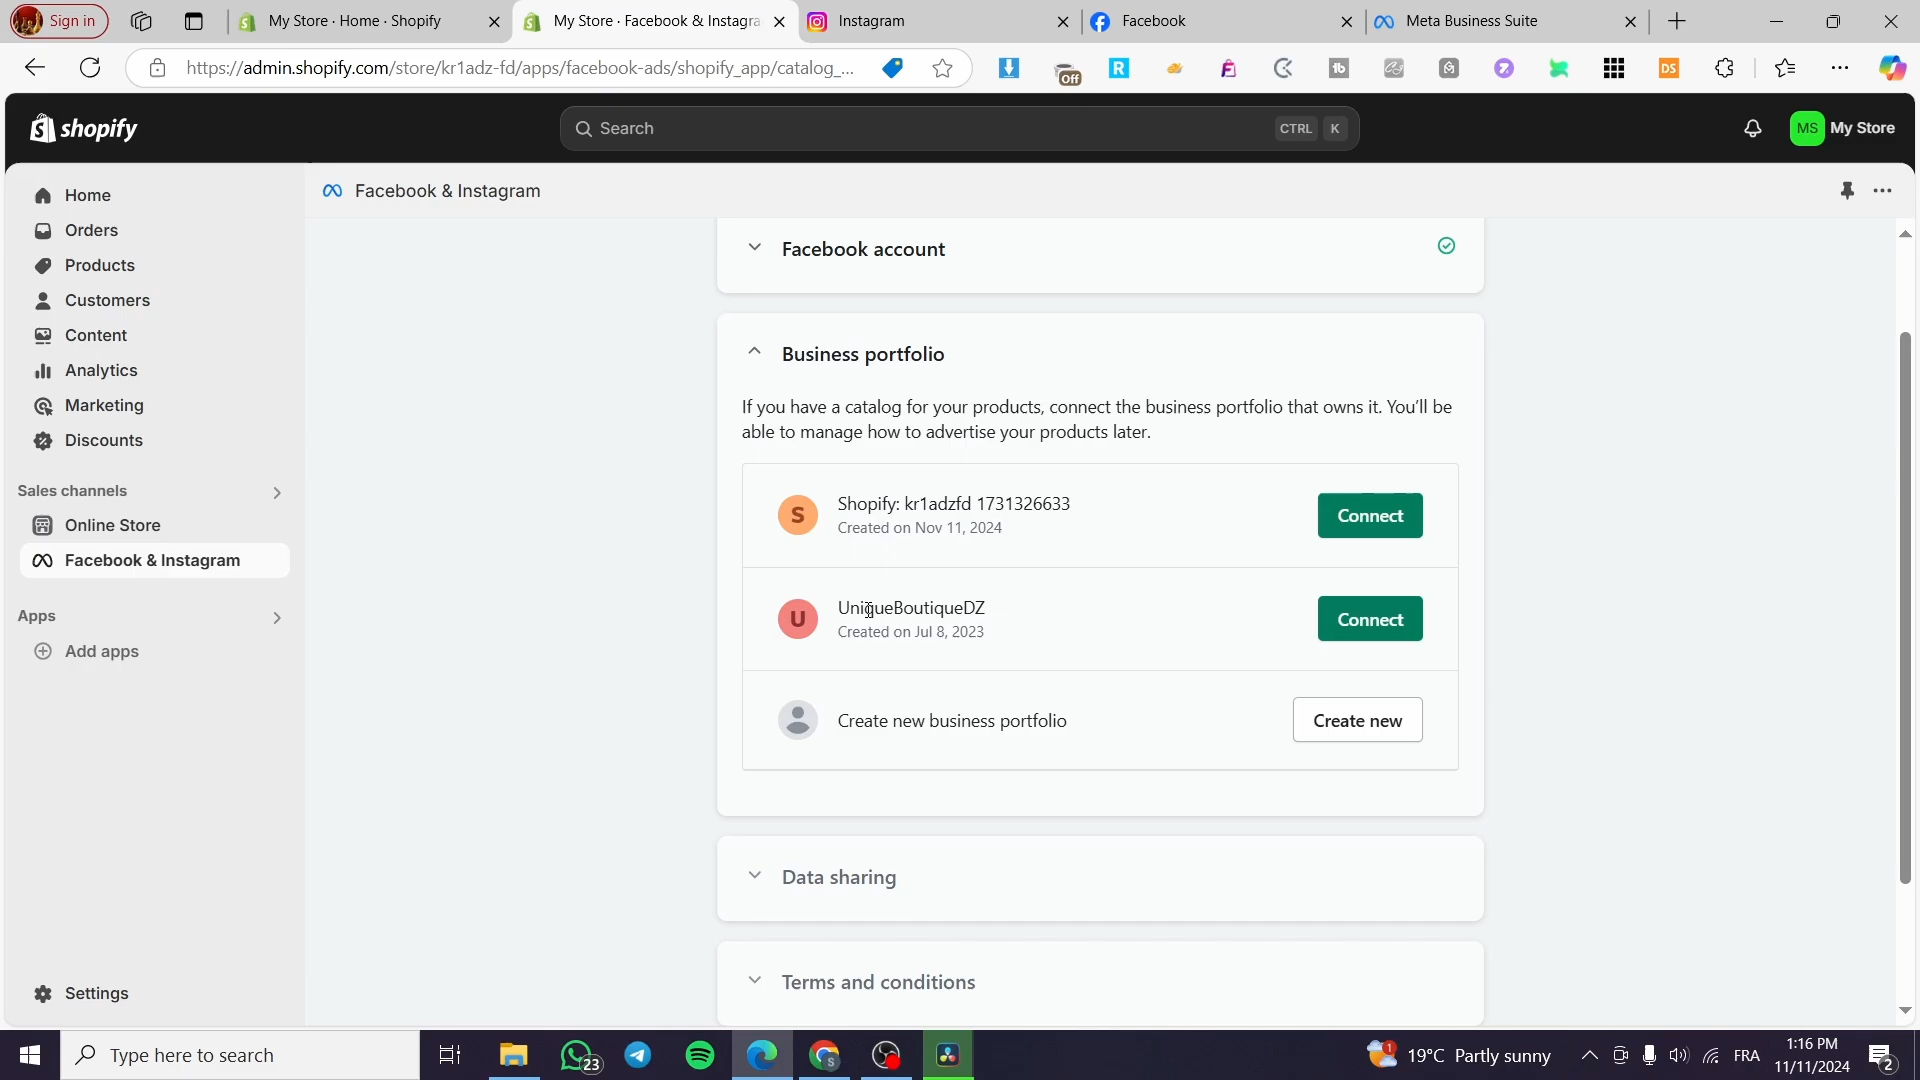 Sign in
My Store · Home · Shopify
My Store · Facebook & Instagra
Instagram
Facebook
Meta Business Suite
https://admin.shopify.com/store/kr1adz-fd/apps/facebook-ads/shopify_app/catalog_...
Off
R
tb
DS
shopify
Search
CTRL K
MS
My Store
Home
Orders
Products
Customers
Content
Analytics
Marketing
Discounts
Sales channels
Online Store
Facebook & Instagram
Apps
Add apps
Settings
Facebook & Instagram
Facebook account
Business portfolio
If you have a catalog for your products, connect the business portfolio that owns it. You'll be
able to manage how to advertise your products later.
S
Shopify: kr1adzfd 1731326633
Created on Nov 11, 2024
Connect
U
UniqueBoutiqueDZ
Created on Jul 8, 2023
Connect
Create new business portfolio
Create new
Data sharing
Terms and conditions
Type here to search
23
S
1
19°C Partly sunny
FRA
1:16 PM
11/11/2024
2